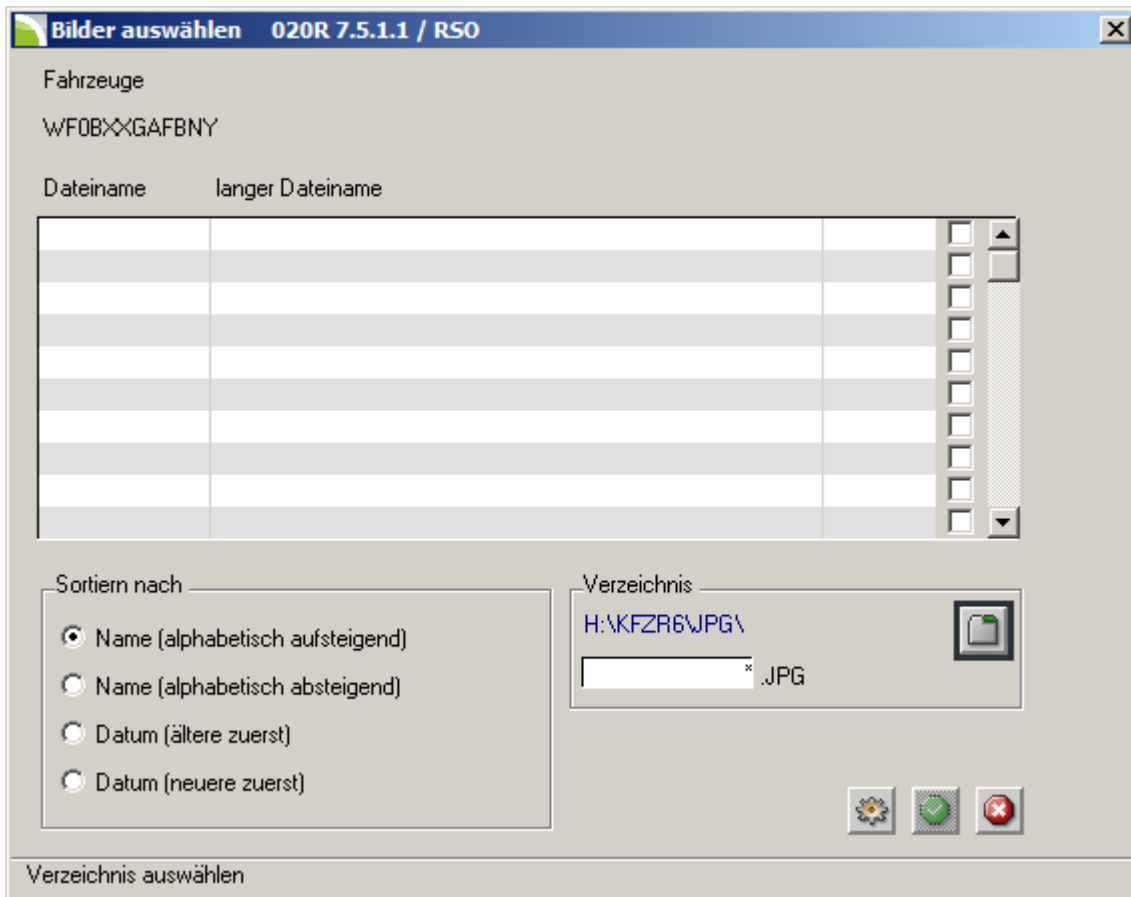 Bilder auswählen 020R 7.5.1.1 / RSO
Fahrzeuge
WF0BXXGAFBNY
Dateiname langer Dateiname
Sortiern nach
Name (alphabetisch aufsteigend)
Name (alphabetisch absteigend)
Datum (ältere zuerst)
Datum (neuere zuerst)
Verzeichnis
H:\KFZR6\JPG\
* .JPG
Verzeichnis auswählen